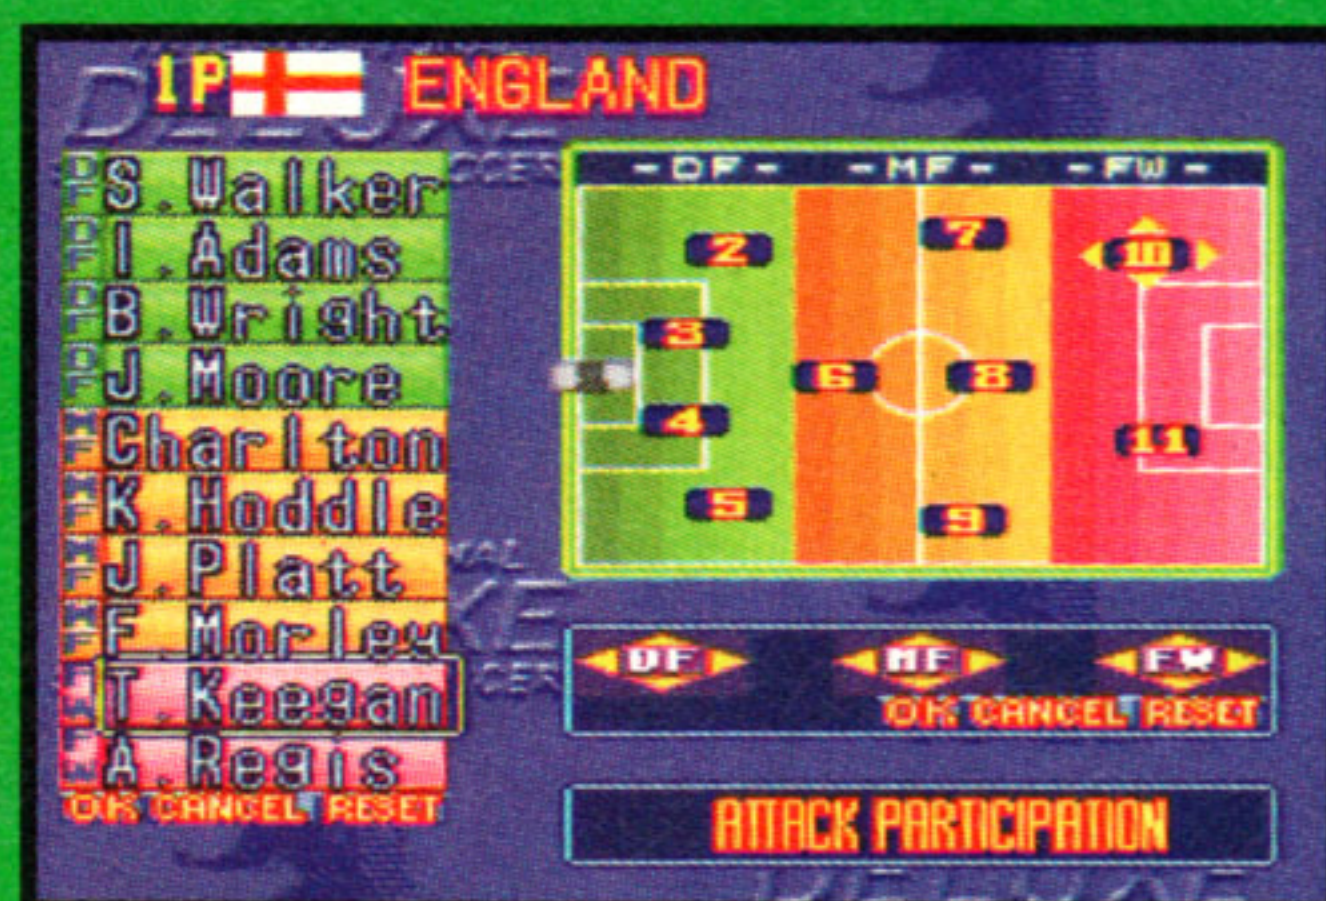 1P ENGLAND
DF S.Walker
DF I.Adams
DF B.Wright
DF J.Moore
MF Charlton
MF K.Hoddle
MF J.Platt
MF F.Morley
FW T.Keegan
FW A.Regis
OK CANCEL RESET
-DF- -MF- -FW-
2
7
10
3
6
8
4
11
5
9
DF MF FW
OK CANCEL RESET
ATTACK PARTICIPATION
DELUXE